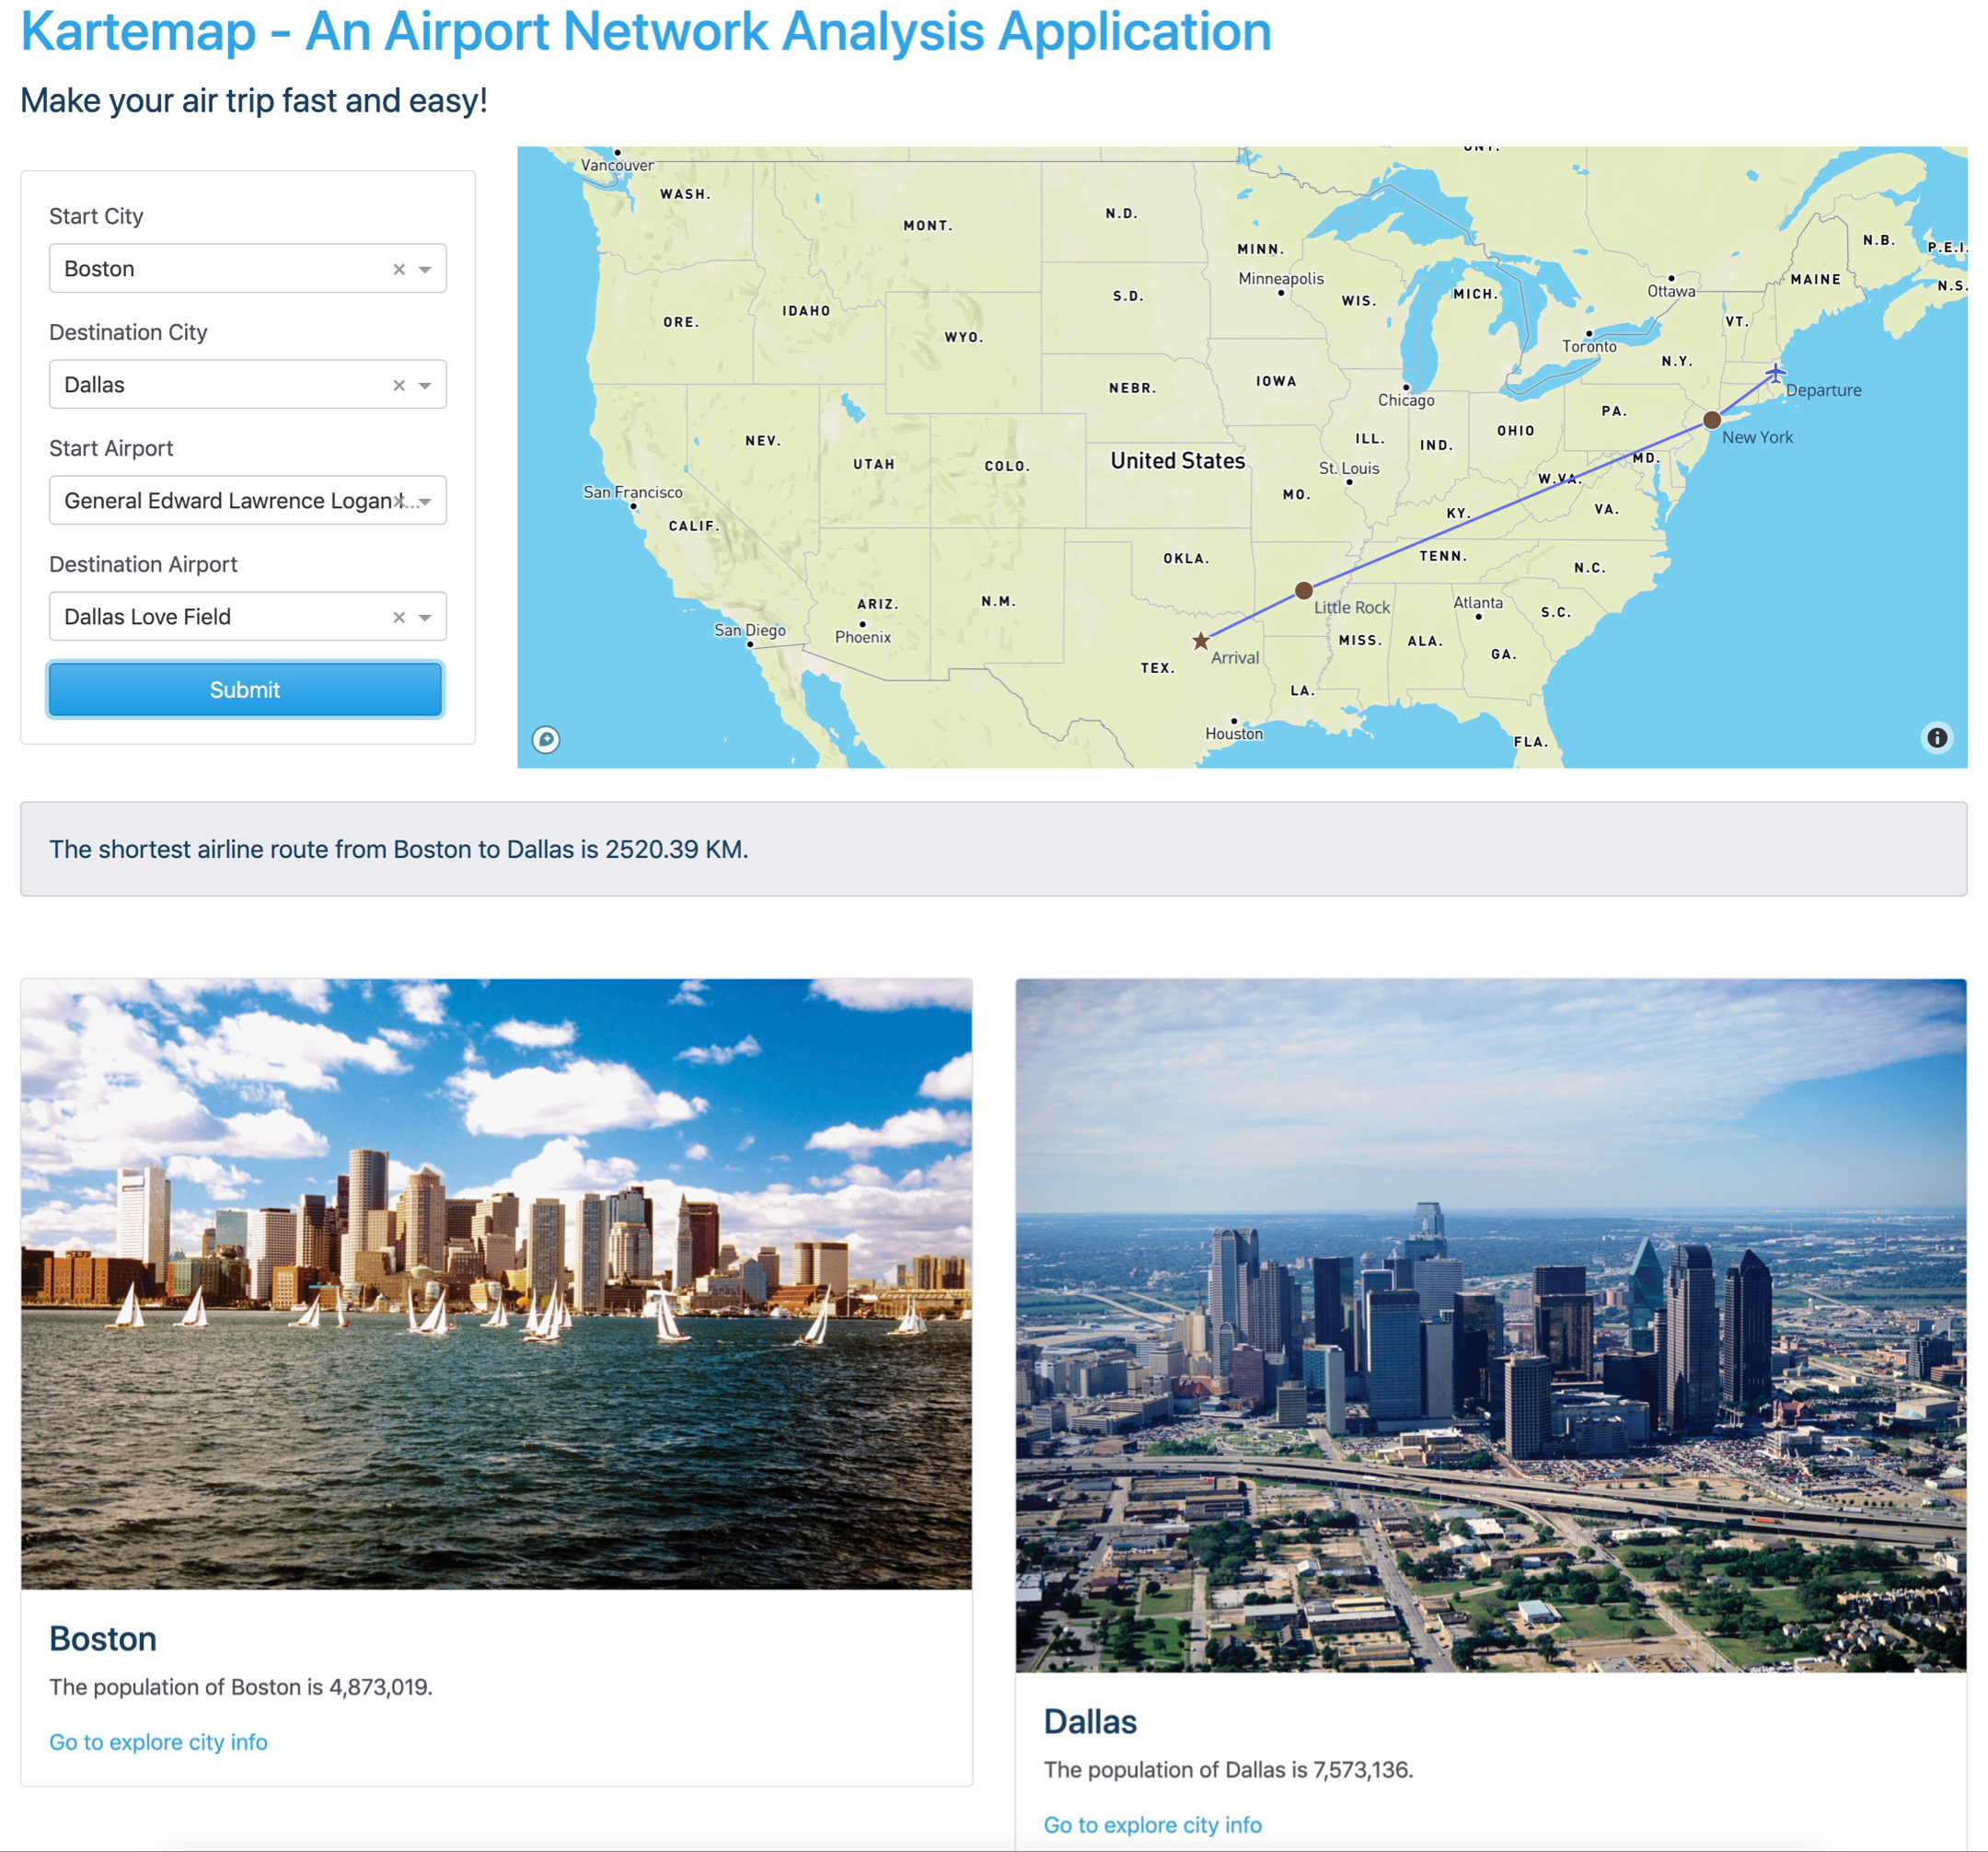 Kartemap - An Airport Network Analysis Application
Make your air trip fast and easy!
Start City
Boston
Destination City
Dallas
Start Airport
General Edward Lawrence Logan
Destination Airport
Dallas Love Field
Submit
Vancouver
WASH.
MONT.
N.D.
MINN.
Minneapolis
ONT.
N.B.
P.E.I.
N.S.
MAINE
Ottawa
VT.
ORE.
IDAHO
WYO.
S.D.
WIS.
MICH.
Toronto
N.Y.
Departure
NEBR.
IOWA
Chicago
PA.
New York
NEV.
UTAH
COLO.
United States
ILL.
IND.
OHIO
MD.
St. Louis
W.VA.
San Francisco
CALIF.
MO.
KY.
VA.
OKLA.
TENN.
N.C.
ARIZ.
N.M.
Little Rock
Atlanta
S.C.
San Diego
Phoenix
Arrival
MISS.
ALA.
GA.
TEX.
LA.
Houston
FLA.
The shortest airline route from Boston to Dallas is 2520.39 KM.
Boston
The population of Boston is 4,873,019.
Go to explore city info
Dallas
The population of Dallas is 7,573,136.
Go to explore city info